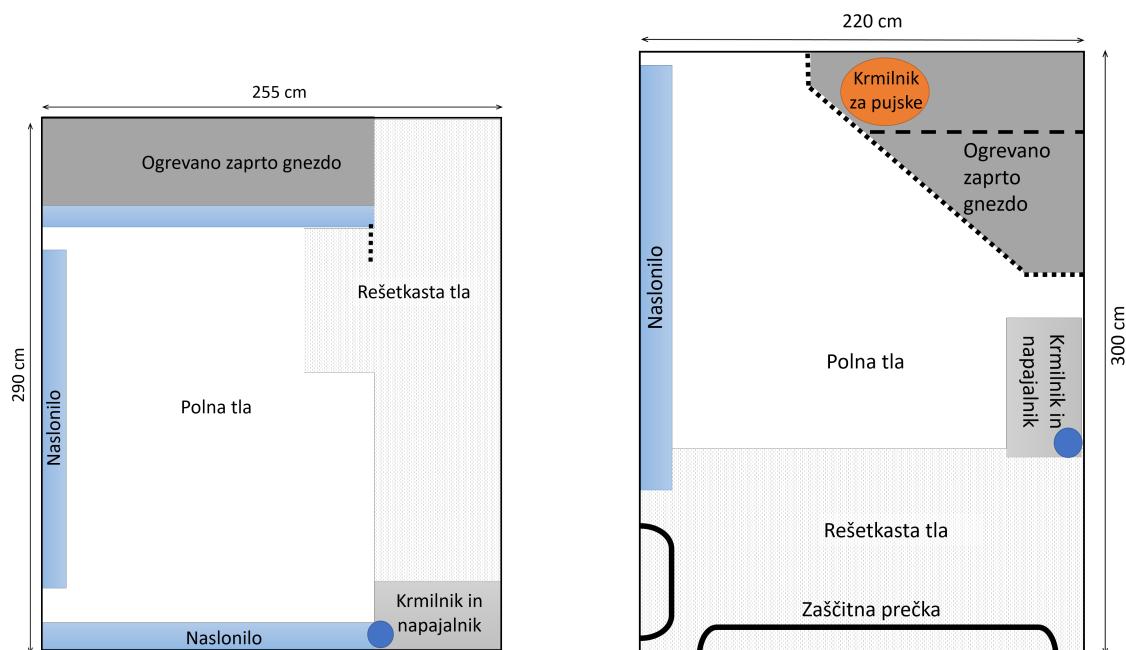 255 cm
290 cm
Ogrevano zaprto gnezdo
Rešetkasta tla
Polna tla
Naslonilo
Krmilnik in
napajalnik
Naslonilo
220 cm
300 cm
Krmilnik
za pujske
Ogrevano
zaprto
gnezdo
Naslonilo
Polna tla
Krmilnik in
napajalnik
Rešetkasta tla
Zaščitna prečka